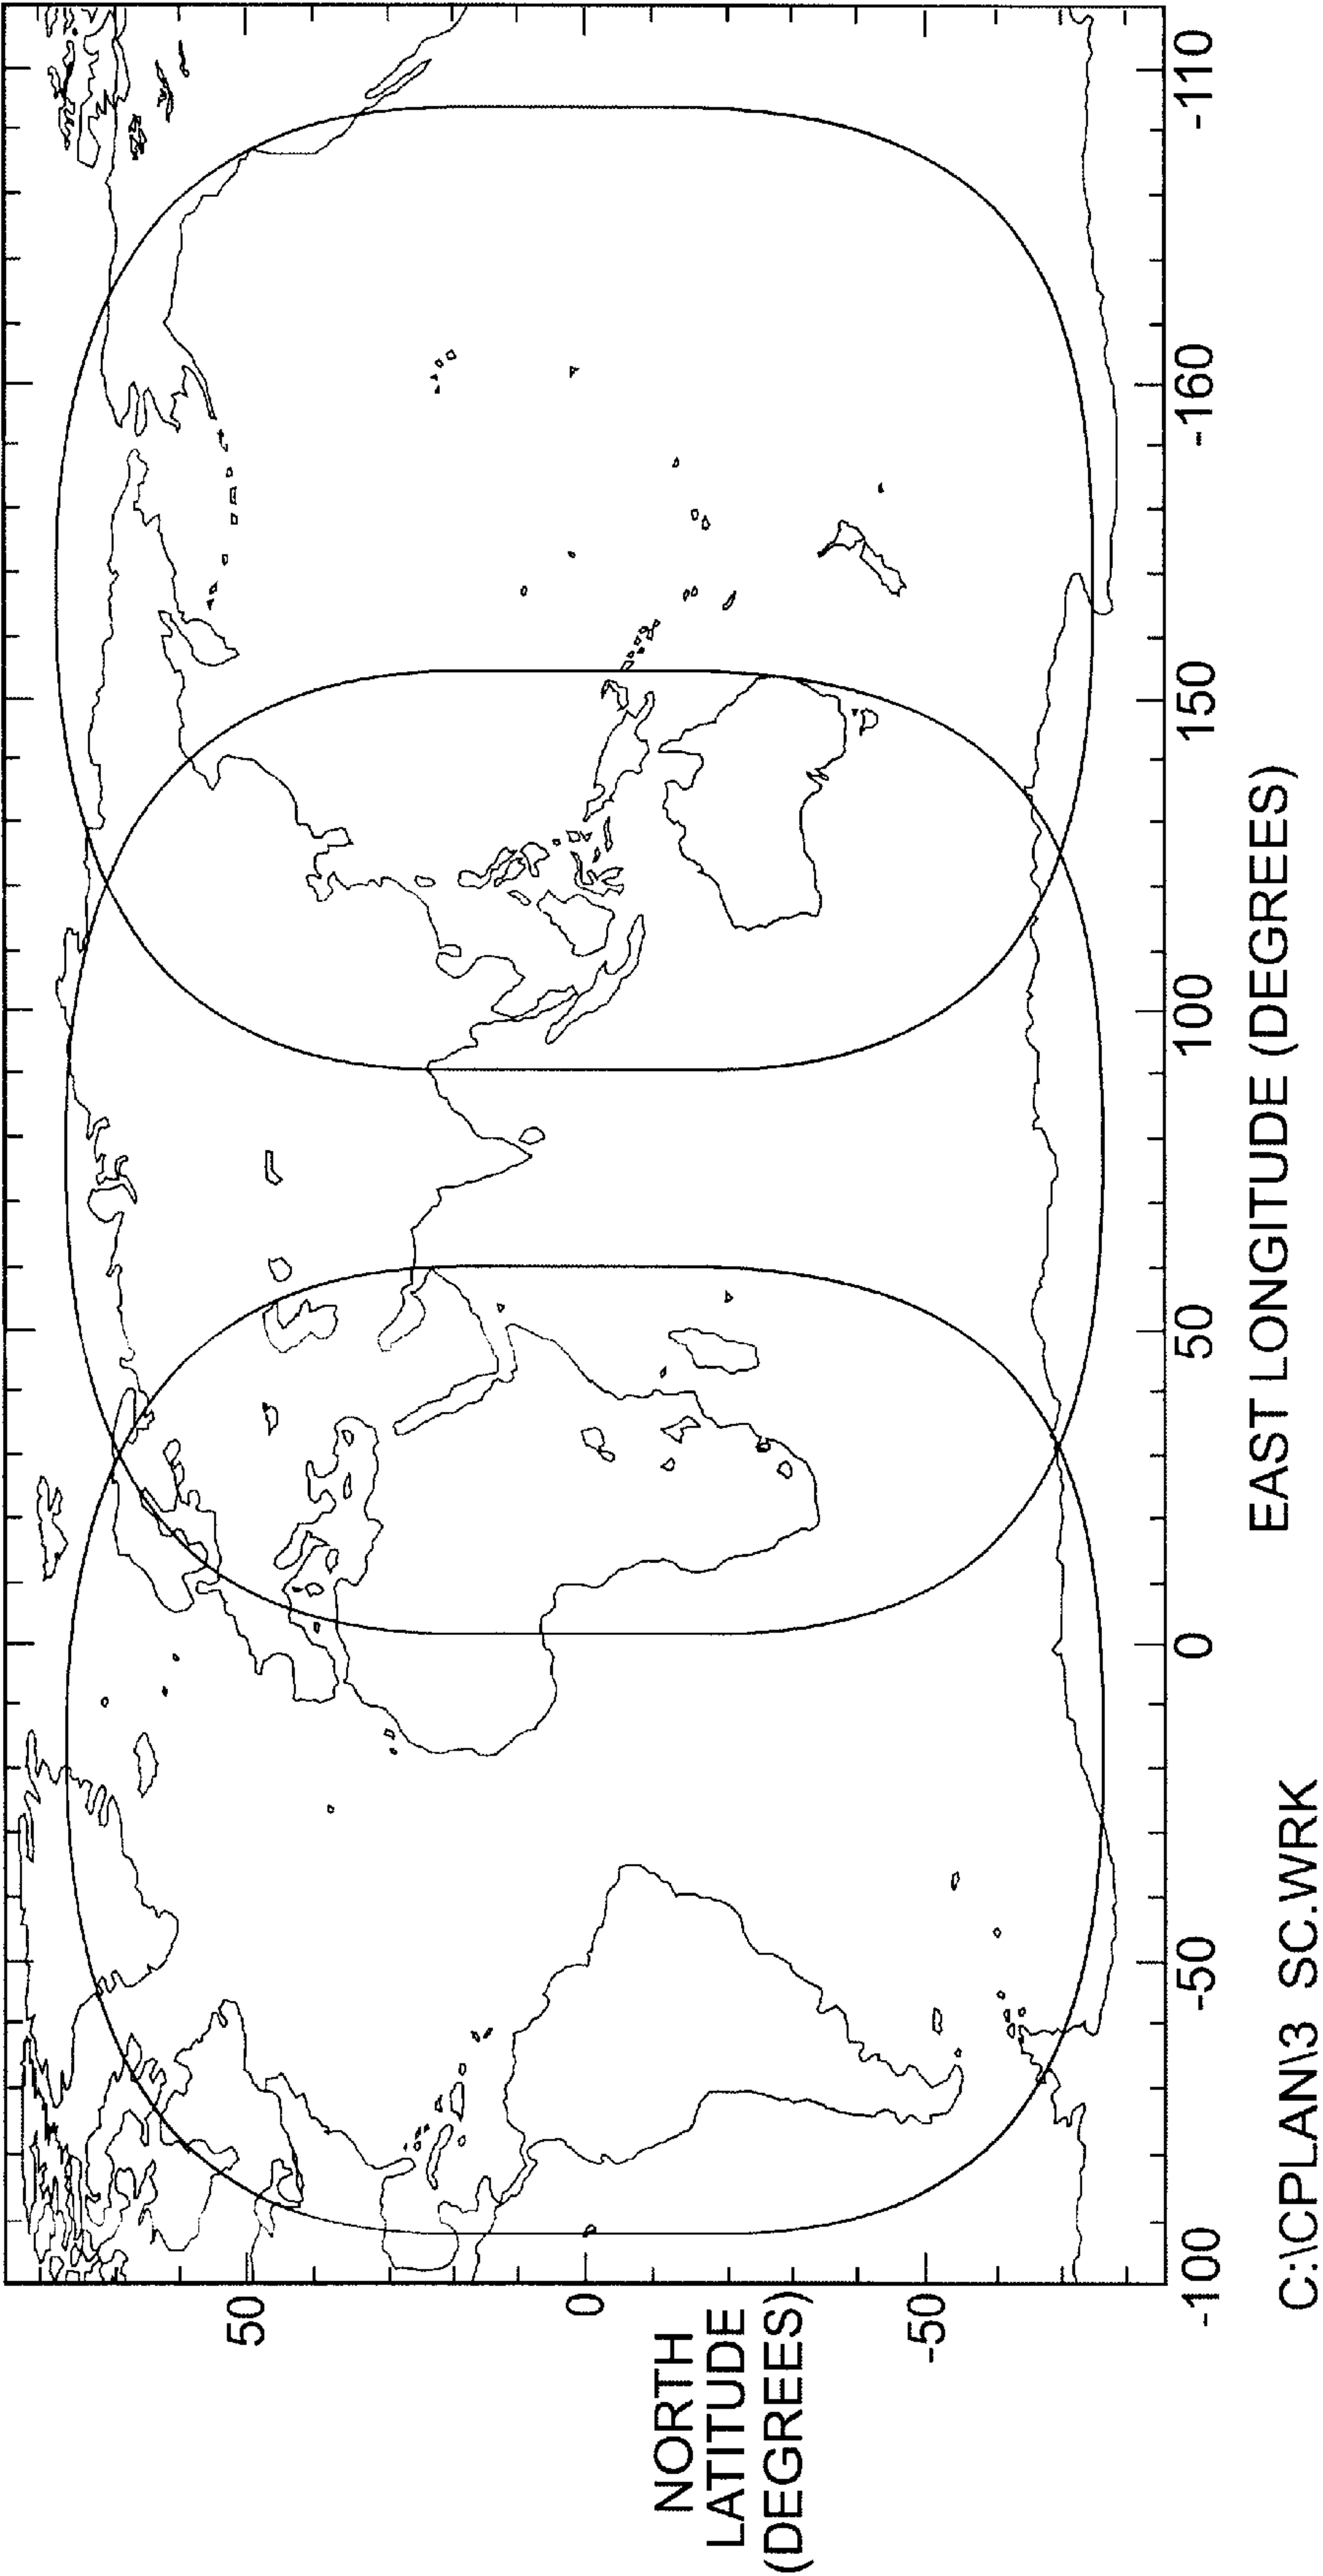 50
0
-50
NORTH
LATITUDE
(DEGREES)
-100
-50
0
50
100
150
-160
-110
EAST LONGITUDE (DEGREES)
C:\CPLAN\3 SC.WRK